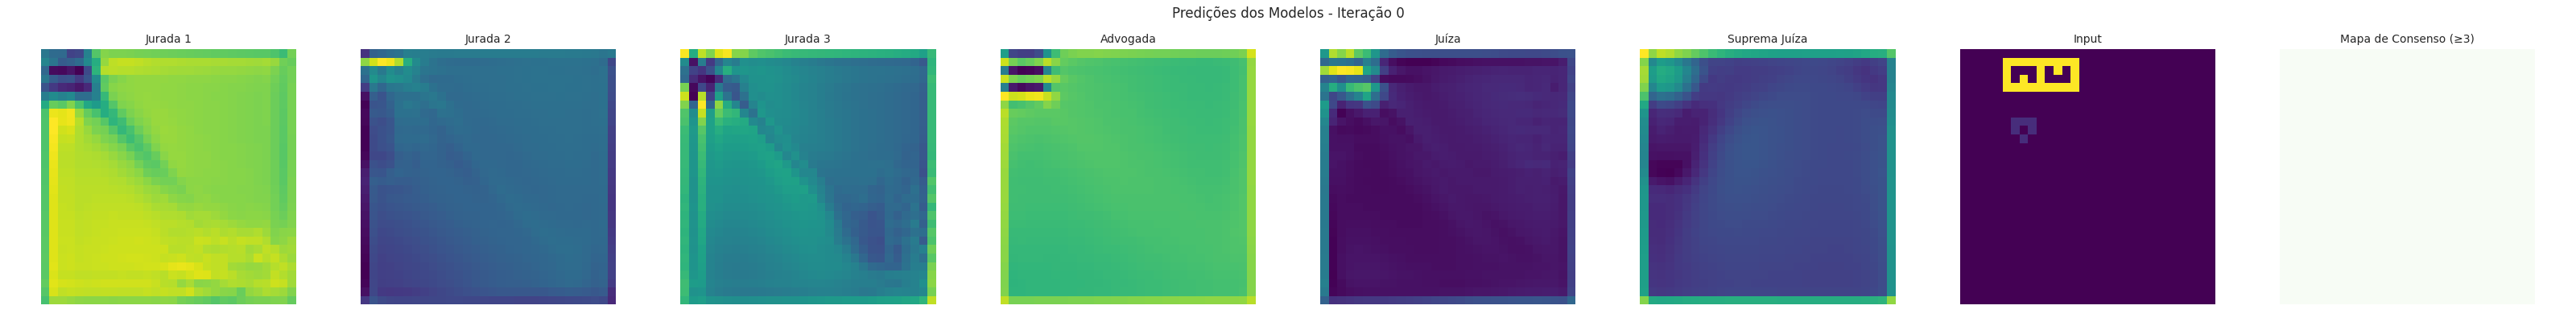 Predições dos Modelos - Iteração 0
Jurada 1
Jurada 2
Jurada 3
Advogada
Juíza
Suprema Juíza
Input
Mapa de Consenso (≥3)